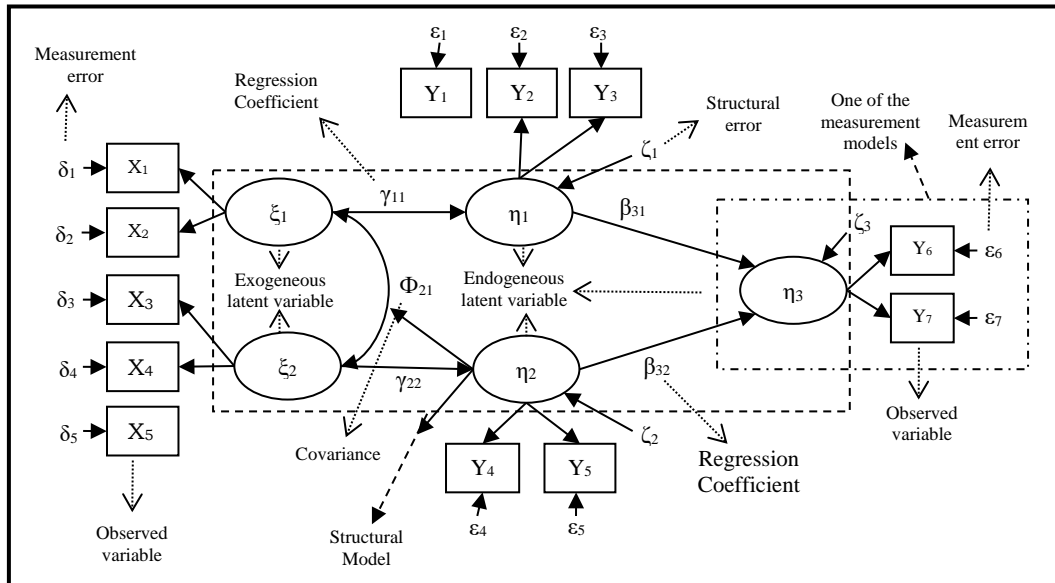 ε1
ε2
ε3
Measurement
error
Regression
Coefficient
Y1
Y2
Y3
Structural
error
One of the
measurement
models
Measurem
ent error
δ1
X1
ζ1
γ11
ξ1
η1
β31
δ2
X2
ζ3
Y6
ε6
Exogeneous
latent variable
Φ21
Endogeneous
latent variable
η3
δ3
X3
Y7
ε7
δ4
X4
ξ2
γ22
η2
β32
δ5
X5
Observed
variable
Covariance
ζ2
Y4
Y5
Regression
Coefficient
ε4
ε5
Observed
variable
Structural
Model